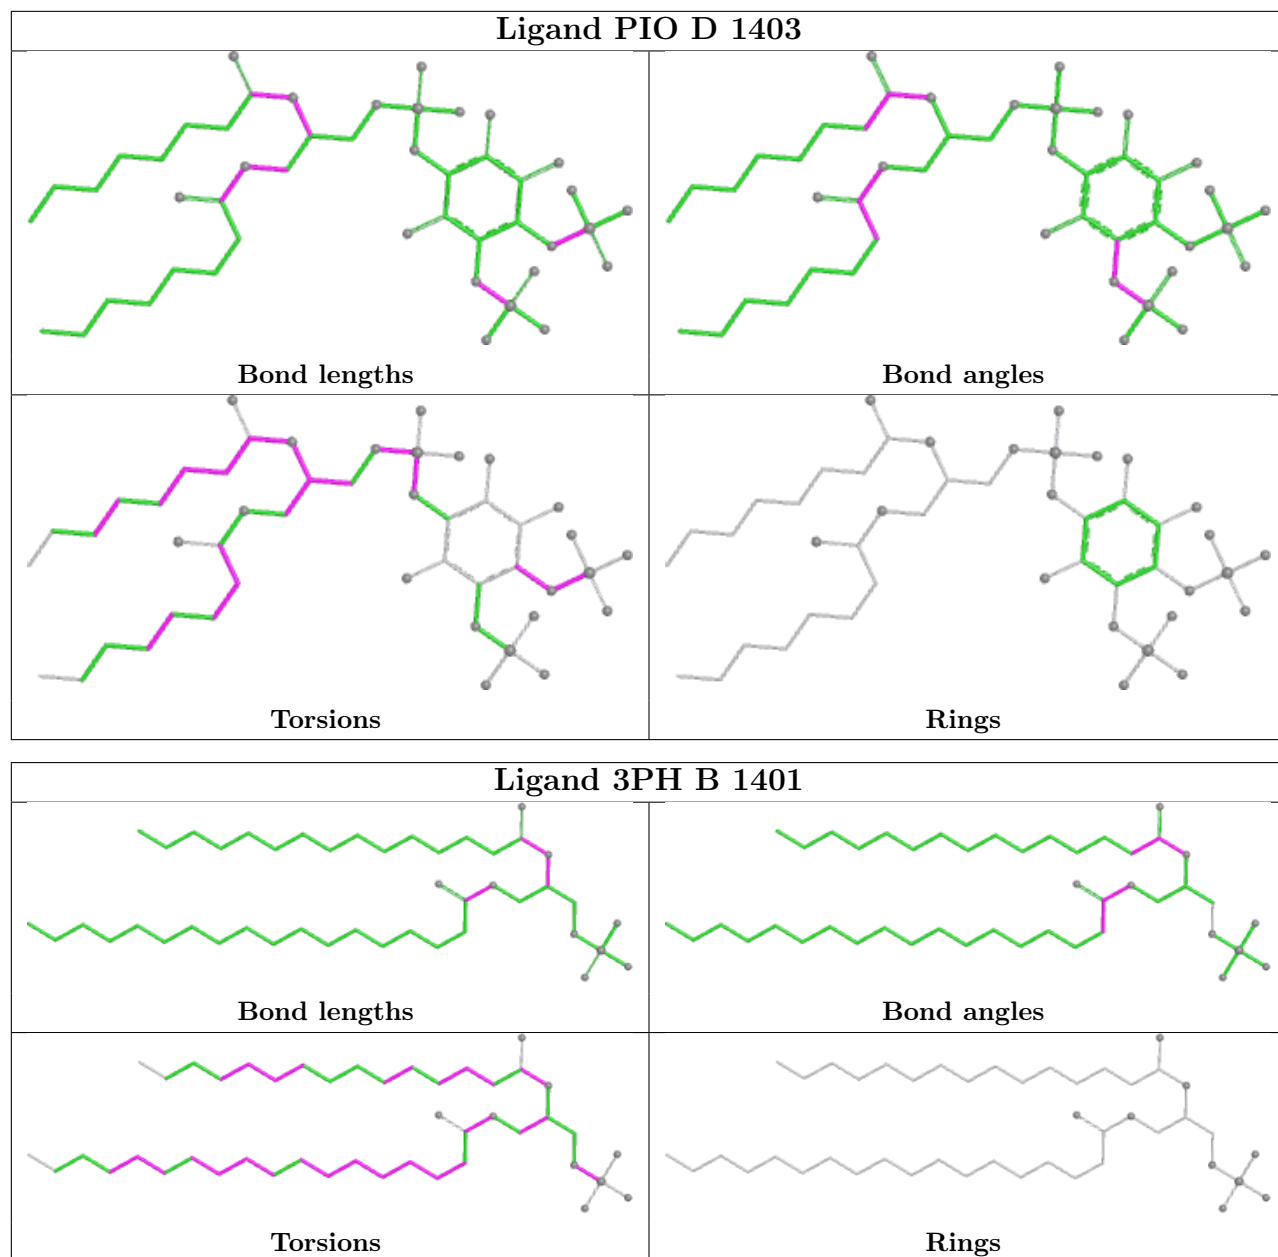 Ligand PIO D 1403
Bond lengths
Bond angles
Torsions
Rings
Ligand 3PH B 1401
Bond lengths
Bond angles
Torsions
Rings